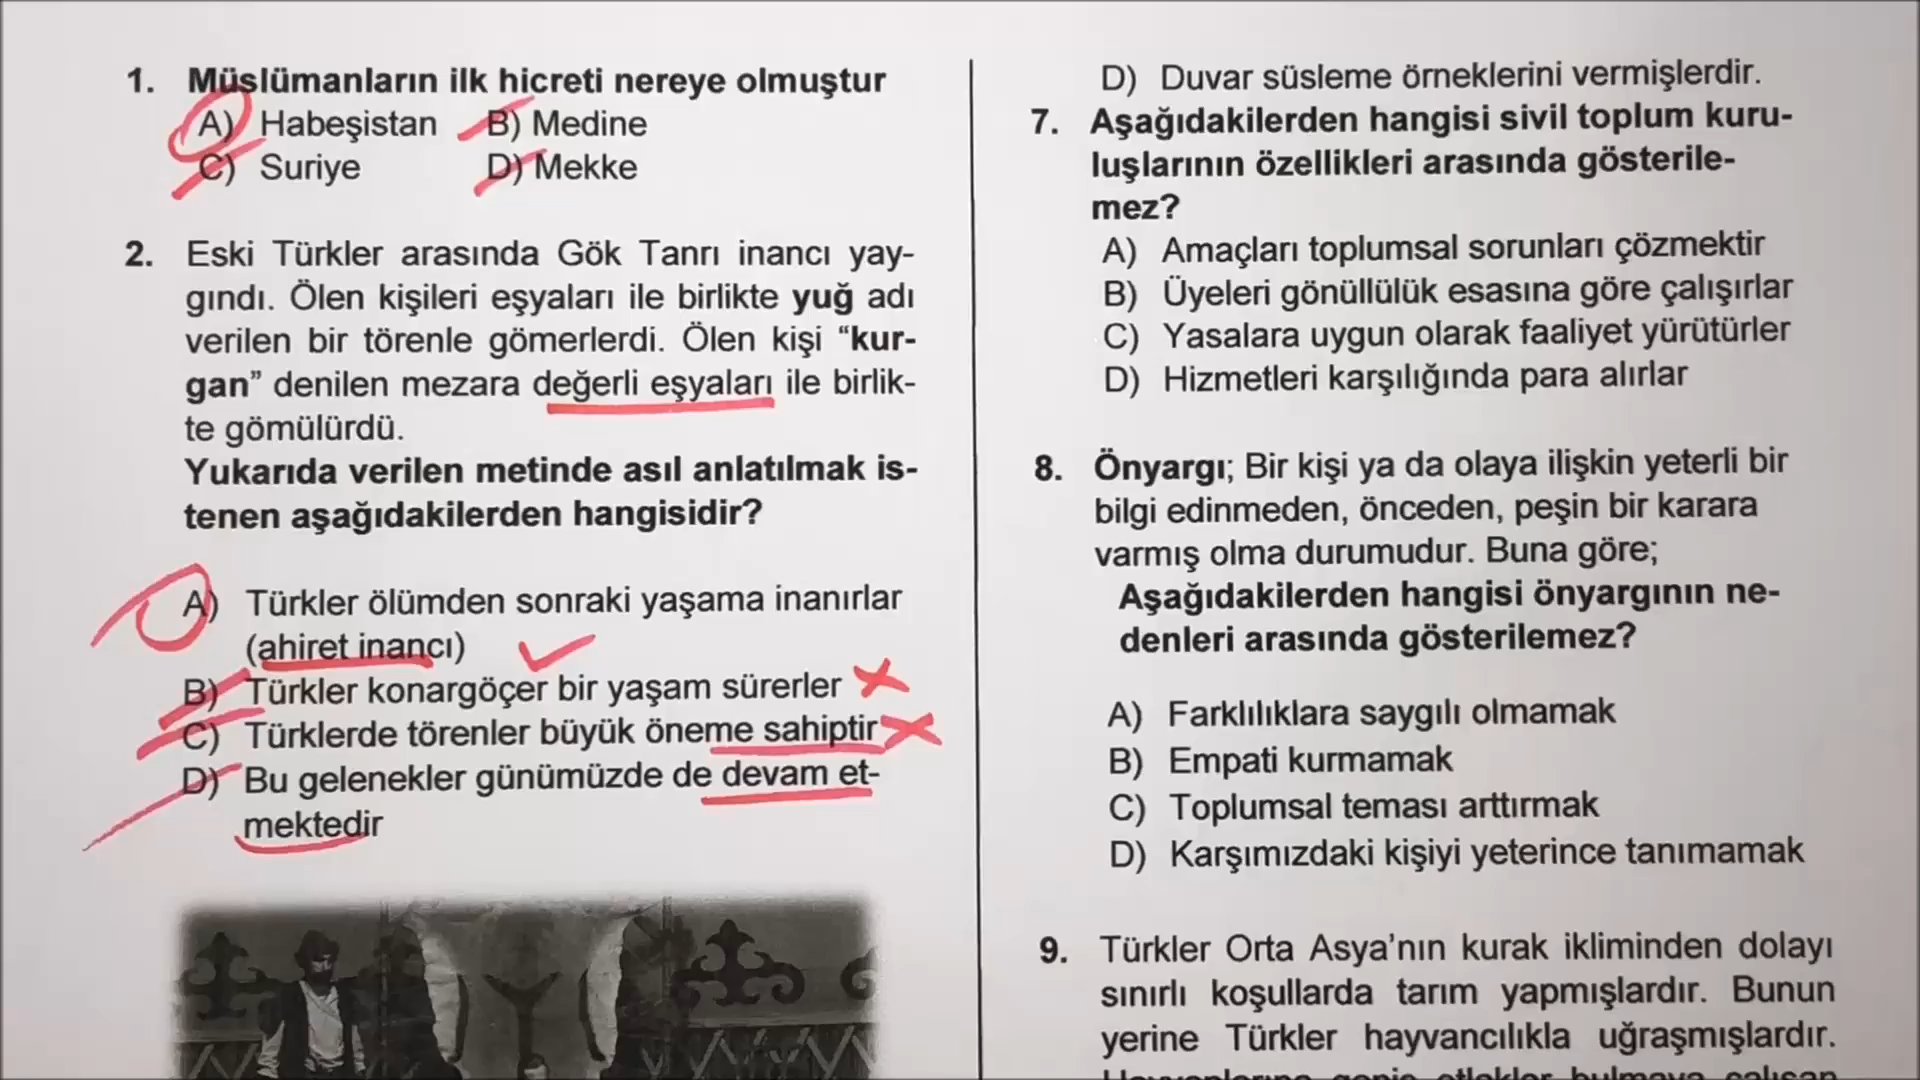 1. Müslümanların ilk hicreti nereye olmuştur
A) Habeşistan B) Medine
C) Suriye D) Mekke
2. Eski Türkler arasında Gök Tanrı inancı yay-
gındı. Ölen kişileri eşyaları ile birlikte yuğ adı
verilen bir törenle gömerlerdi. Ölen kişi “kur-
gan” denilen mezara değerli eşyaları ile birlik-
te gömülürdü.
Yukarıda verilen metinde asıl anlatılmak is-
tenen aşağıdakilerden hangisidir?
A) Türkler ölümden sonraki yaşama inanırlar
(ahiret inancı)
B) Türkler konargöçer bir yaşam sürerler
C) Türklerde törenler büyük öneme sahiptir
D) Bu gelenekler günümüzde de devam et-
mektedir
D) Duvar süsleme örneklerini vermişlerdir.
7. Aşağıdakilerden hangisi sivil toplum kuru-
luşlarının özellikleri arasında gösterile-
mez?
A) Amaçları toplumsal sorunları çözmektir
B) Üyeleri gönüllülük esasına göre çalışırlar
C) Yasalara uygun olarak faaliyet yürütürler
D) Hizmetleri karşılığında para alırlar
8. Önyargı; Bir kişi ya da olaya ilişkin yeterli bir
bilgi edinmeden, önceden, peşin bir karara
varmış olma durumudur. Buna göre;
Aşağıdakilerden hangisi önyargının ne-
denleri arasında gösterilemez?
A) Farklılıklara saygılı olmamak
B) Empati kurmamak
C) Toplumsal teması arttırmak
D) Karşımızdaki kişiyi yeterince tanımamak
9. Türkler Orta Asya’nın kurak ikliminden dolayı
sınırlı koşullarda tarım yapmışlardır. Bunun
yerine Türkler hayvancılıkla uğraşmışlardır.
Hayvanlarına geniş otlaklar bulmaya çalışan